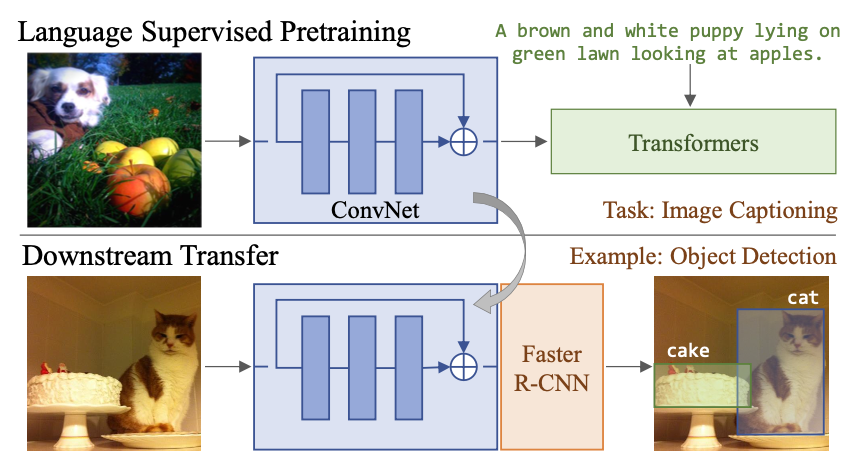 Language Supervised Pretraining
A brown and white puppy lying on
green lawn looking at apples.
Transformers
ConvNet
Task: Image Captioning
Downstream Transfer
Example: Object Detection
Faster
R-CNN
cat
cake